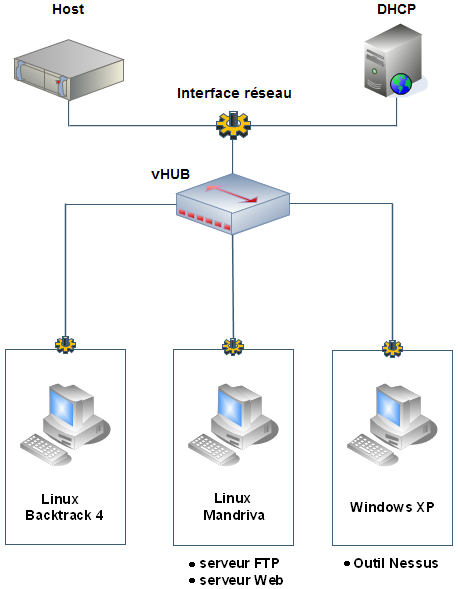 Host
DHCP
Interface réseau
vHUB
Linux
Backtrack 4
Linux
Mandriva
Windows XP
● serveur FTP
● serveur Web
● Outil Nessus